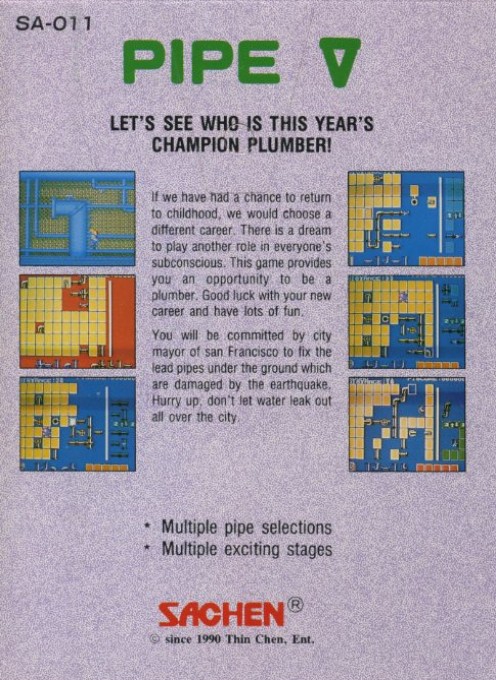 SA-011
PIPE V
LET'S SEE WHO IS THIS YEAR'S
CHAMPION PLUMBER!
If we have had a chance to return
to childhood, we would choose a
different career. There is a dream
to play another role in everyone's
subconscious. This game provides
you an opportunity to be a
plumber. Good luck with your new
career and have lots of fun.
You will be committed by city
mayor of san Francisco to fix the
lead pipes under the ground which
are damaged by the earthquake.
Hurry up, don't let water leak out
all over the city.
* Multiple pipe selections
* Multiple exciting stages
SACHEN®
© since 1990 Thin Chen, Ent.